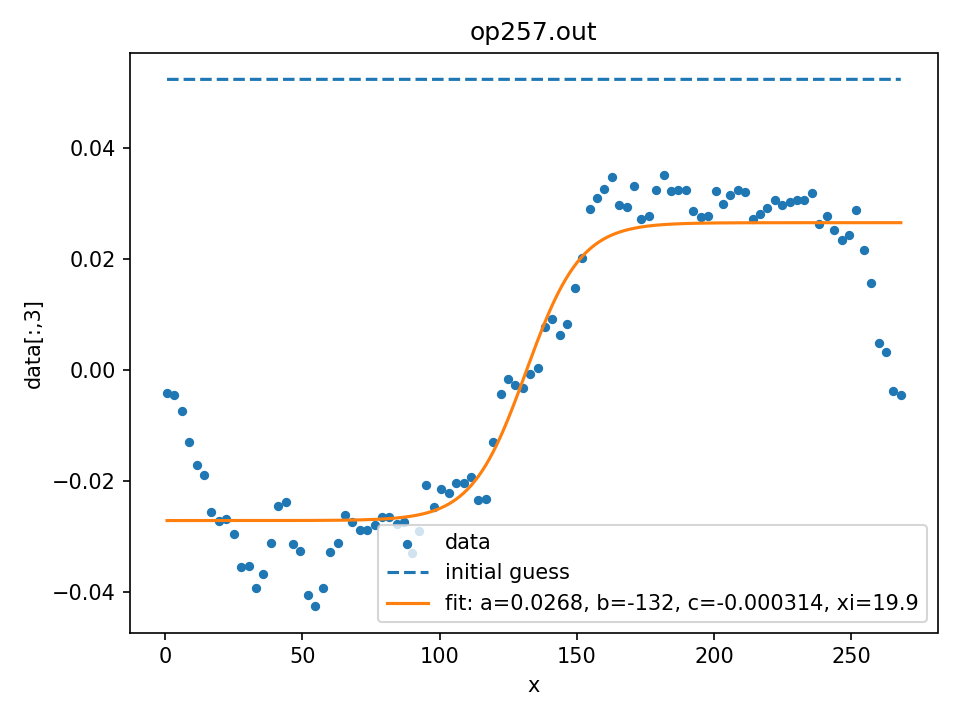 op257.out
0.04
0.02
0.00
−0.02
−0.04
data[:,3]
data
initial guess
fit: a=0.0268, b=-132, c=-0.000314, xi=19.9
0 50 100 150 200 250
x